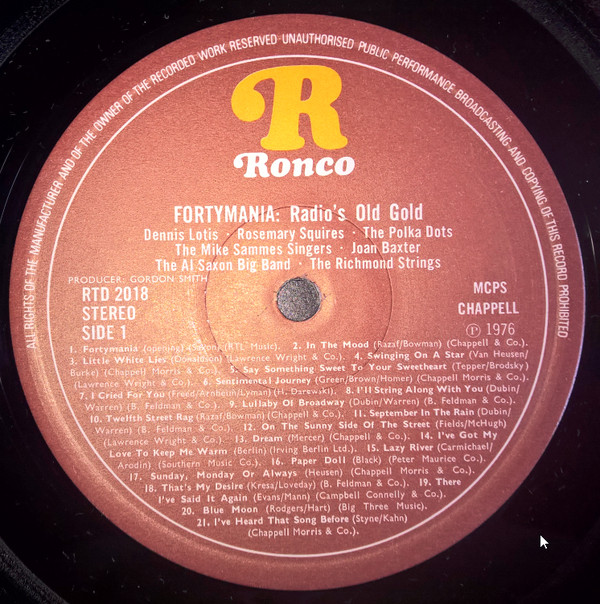 ALL RIGHTS OF THE MANUFACTURER AND OF THE OWNER OF THE RECORDED WORK RESERVED UNAUTHORISED PUBLIC PERFORMANCE BROADCASTING AND COPYING OF THIS RECORD PROHIBITED
R
Ronco
FORTYMANIA: Radio's Old Gold
Dennis Lotis · Rosemary Squires · The Polka Dots
The Mike Sammes Singers · Joan Baxter
The Al Saxon Big Band · The Richmond Strings
PRODUCER: GORDON SMITH
RTD 2018
STEREO
SIDE 1
MCPS
CHAPPELL
Ⓟ 1976
1. Fortymania (opening) (Saxon) (RTL Music). 2. In The Mood (Razaf/Bowman) (Chappell & Co.).
3. Little White Lies (Donaldson) (Lawrence Wright & Co.). 4. Swinging On A Star (Van Heusen/
Burke) (Chappell Morris & Co.). 5. Say Something Sweet To Your Sweetheart (Tepper/Brodsky)
(Lawrence Wright & Co.). 6. Sentimental Journey (Green/Brown/Homer) (Chappell Morris & Co.).
7. I Cried For You (Freed/Arnheim/Lyman) (H. Darewski). 8. I'll String Along With You (Dubin/
Warren) (B. Feldman & Co.). 9. Lullaby Of Broadway (Dubin/Warren) (B. Feldman & Co.).
10. Twelfth Street Rag (Razaf/Bowman) (Chappell & Co.). 11. September In The Rain (Dubin/
Warren) (B. Feldman & Co.). 12. On The Sunny Side Of The Street (Fields/McHugh)
(Lawrence Wright & Co.). 13. Dream (Mercer) (Chappell & Co.). 14. I've Got My
Love To Keep Me Warm (Berlin) (Irving Berlin Ltd.). 15. Lazy River (Carmichael/
Arodin) (Southern Music Co.). 16. Paper Doll (Black) (Peter Maurice Co.).
17. Sunday, Monday Or Always (Heusen) (Chappell Morris & Co.).
18. That's My Desire (Kresa/Loveday) (B. Feldman & Co.). 19. There
I've Said It Again (Evans/Mann) (Campbell Connelly & Co.).
20. Blue Moon (Rodgers/Hart) (Big Three Music).
21. I've Heard That Song Before (Styne/Kahn)
(Chappell Morris & Co.).